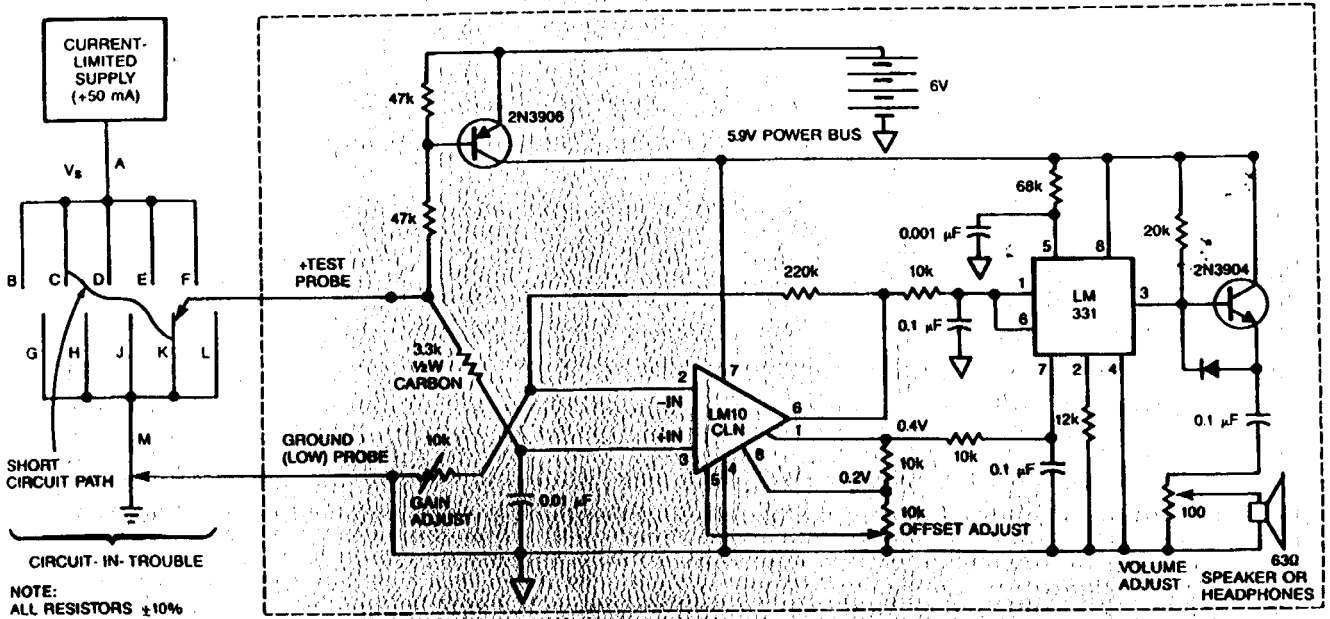 CURRENT-
LIMITED
SUPPLY
(+50 mA)
VS
A
B
C
D
E
F
G
H
J
K
L
M
SHORT
CIRCUIT PATH
CIRCUIT-IN-TROUBLE
NOTE:
ALL RESISTORS ±10%
47k
2N3906
47k
+TEST
PROBE
3.3k
½W
CARBON
GROUND
(LOW) PROBE
10k
GAIN
ADJUST
0.01 µF
6V
5.9V POWER BUS
220k
10k
0.1 µF
2
-IN
+IN
3
LM10
CLN
7
6
1
8
5
4
0.4V
0.2V
10k
10k
10k
OFFSET ADJUST
0.1 µF
68k
0.001 µF
5
8
1
6
LM
331
3
7
2
4
12k
20k
2N3904
0.1 µF
100
VOLUME
ADJUST
63Ω
SPEAKER OR
HEADPHONES